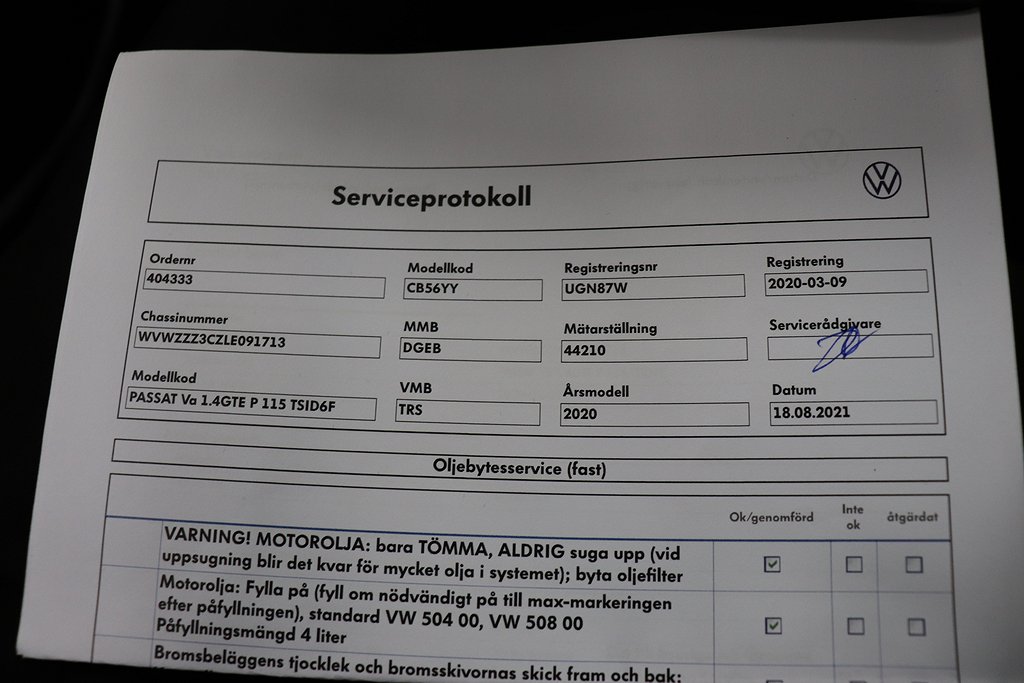 Serviceprotokoll
Ordernr
404333
Modellkod
CB56YY
Registreringsnr
UGN87W
Registrering
2020-03-09
Chassinummer
WVWZZZ3CZLE091713
MMB
DGEB
Mätarställning
44210
Servicerådgivare
Modellkod
PASSAT Va 1.4GTE P 115 TSID6F
VMB
TRS
Årsmodell
2020
Datum
18.08.2021
Oljebytesservice (fast)
Ok/genomförd
Inte
ok
åtgärdat
VARNING! MOTOROLJA: bara TÖMMA, ALDRIG suga upp (vid
uppsugning blir det kvar för mycket olja i systemet); byta oljefilter
Motorolja: Fylla på (fyll om nödvändigt på till max-markeringen
efter påfyllningen), standard VW 504 00, VW 508 00
Påfyllningsmängd 4 liter
Bromsbeläggens tjocklek och bromsskivornas skick fram och bak: